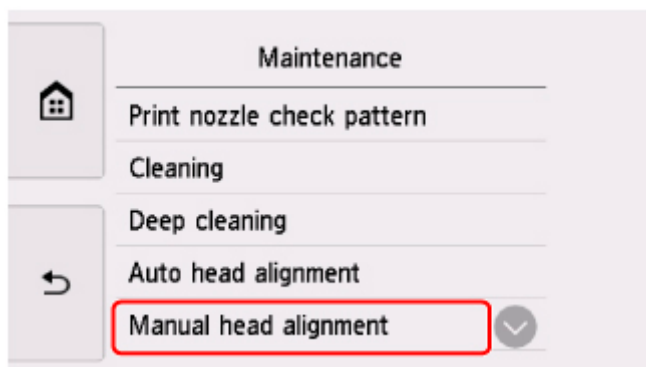 Maintenance
Print nozzle check pattern
Cleaning
Deep cleaning
Auto head alignment
Manual head alignment